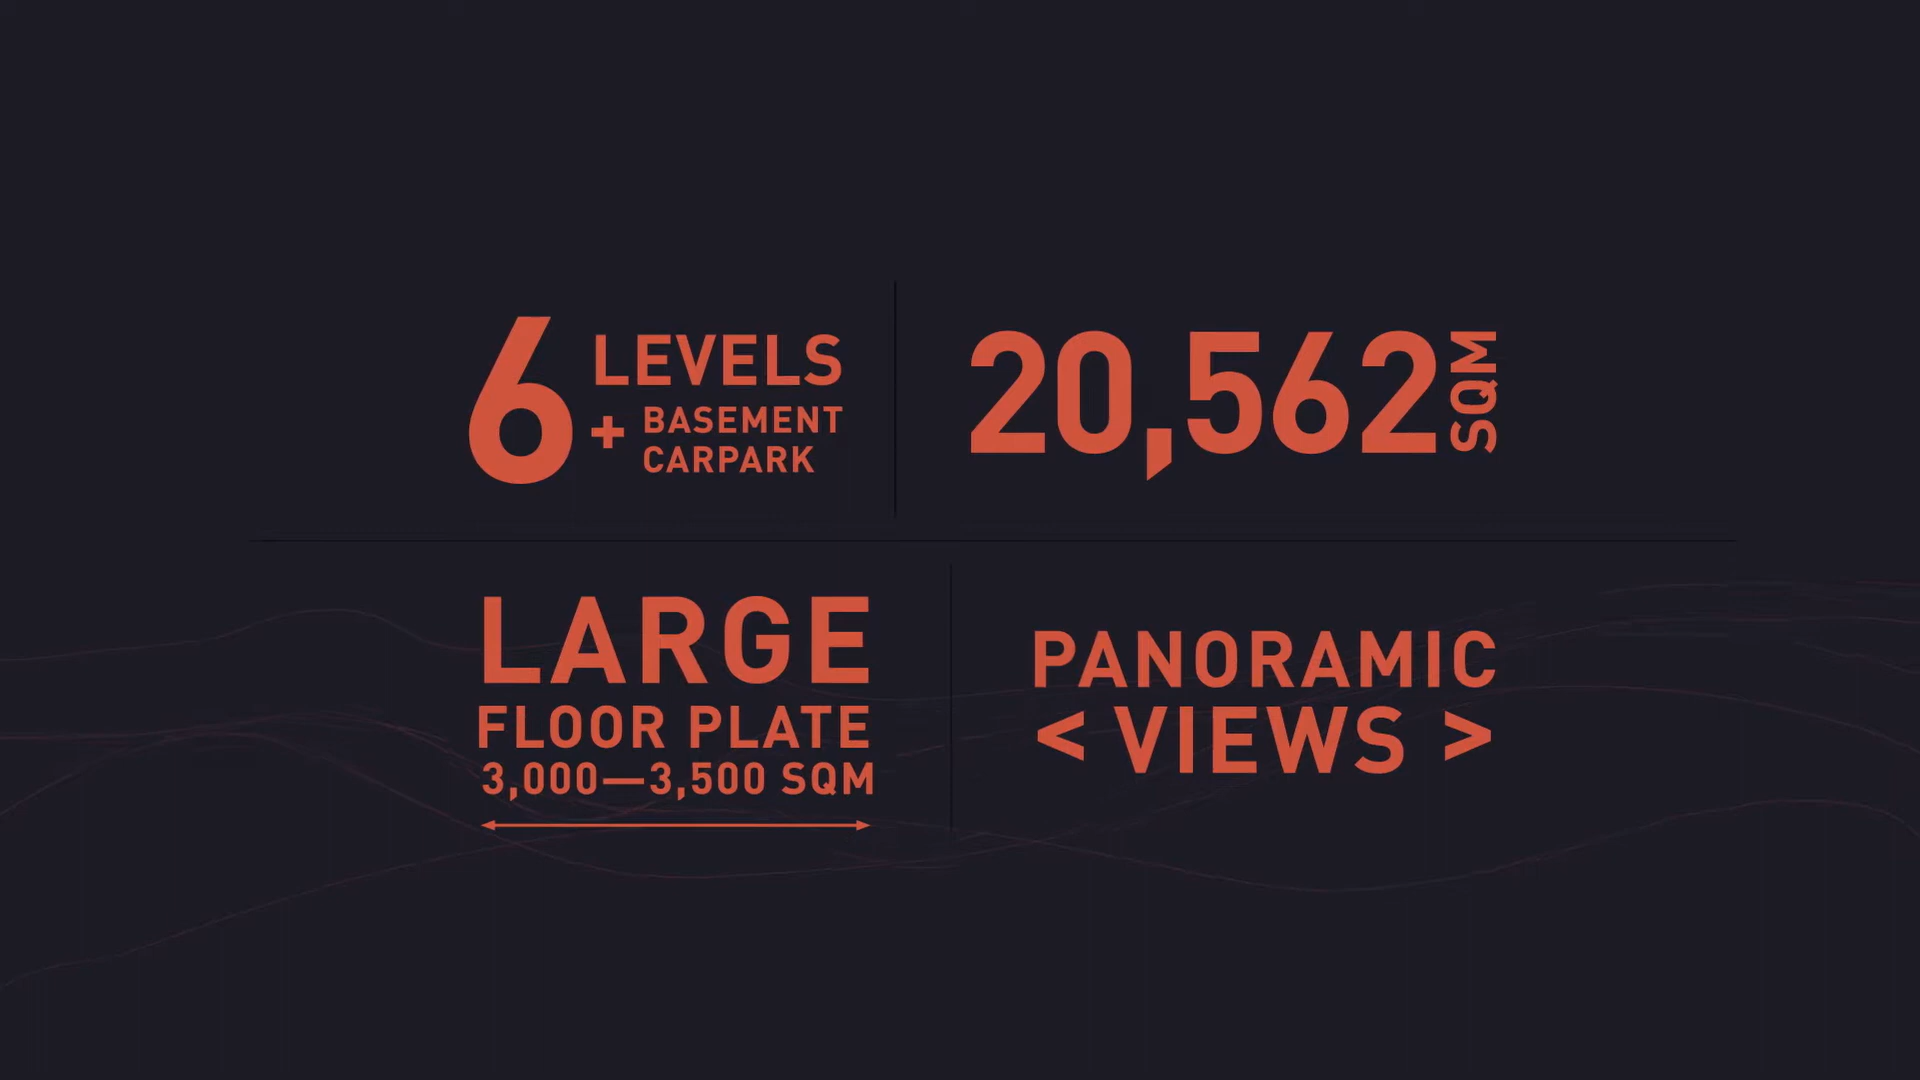 6 LEVELS
+ BASEMENT
CARPARK
20,562 SQM
LARGE
FLOOR PLATE
3,000—3,500 SQM
PANORAMIC
< VIEWS >